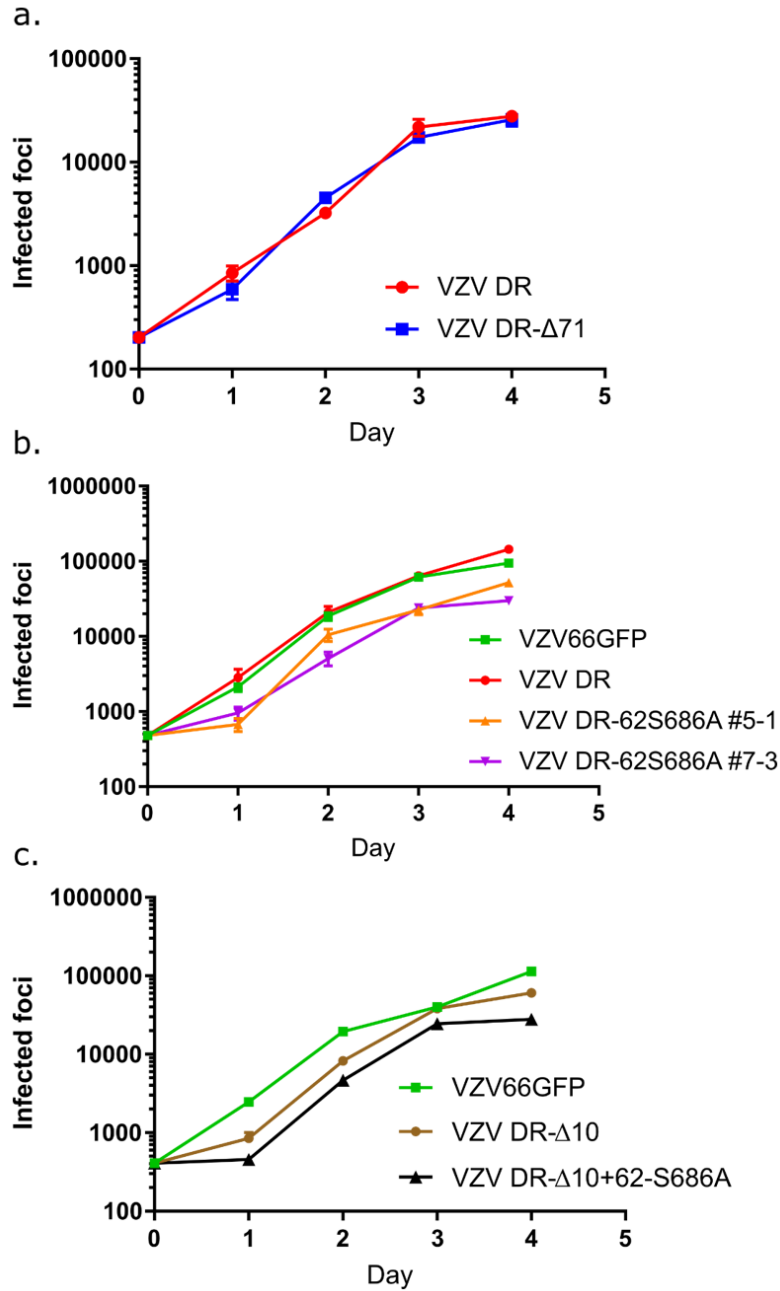 a.
100000
10000
1000
100
Infected foci
VZV DR
VZV DR-Δ71
0 1 2 3 4 5
Day
b.
1000000
100000
10000
1000
100
Infected foci
VZV66GFP
VZV DR
VZV DR-62S686A #5-1
VZV DR-62S686A #7-3
0 1 2 3 4 5
Day
c.
1000000
100000
10000
1000
100
Infected foci
VZV66GFP
VZV DR-Δ10
VZV DR-Δ10+62-S686A
0 1 2 3 4 5
Day